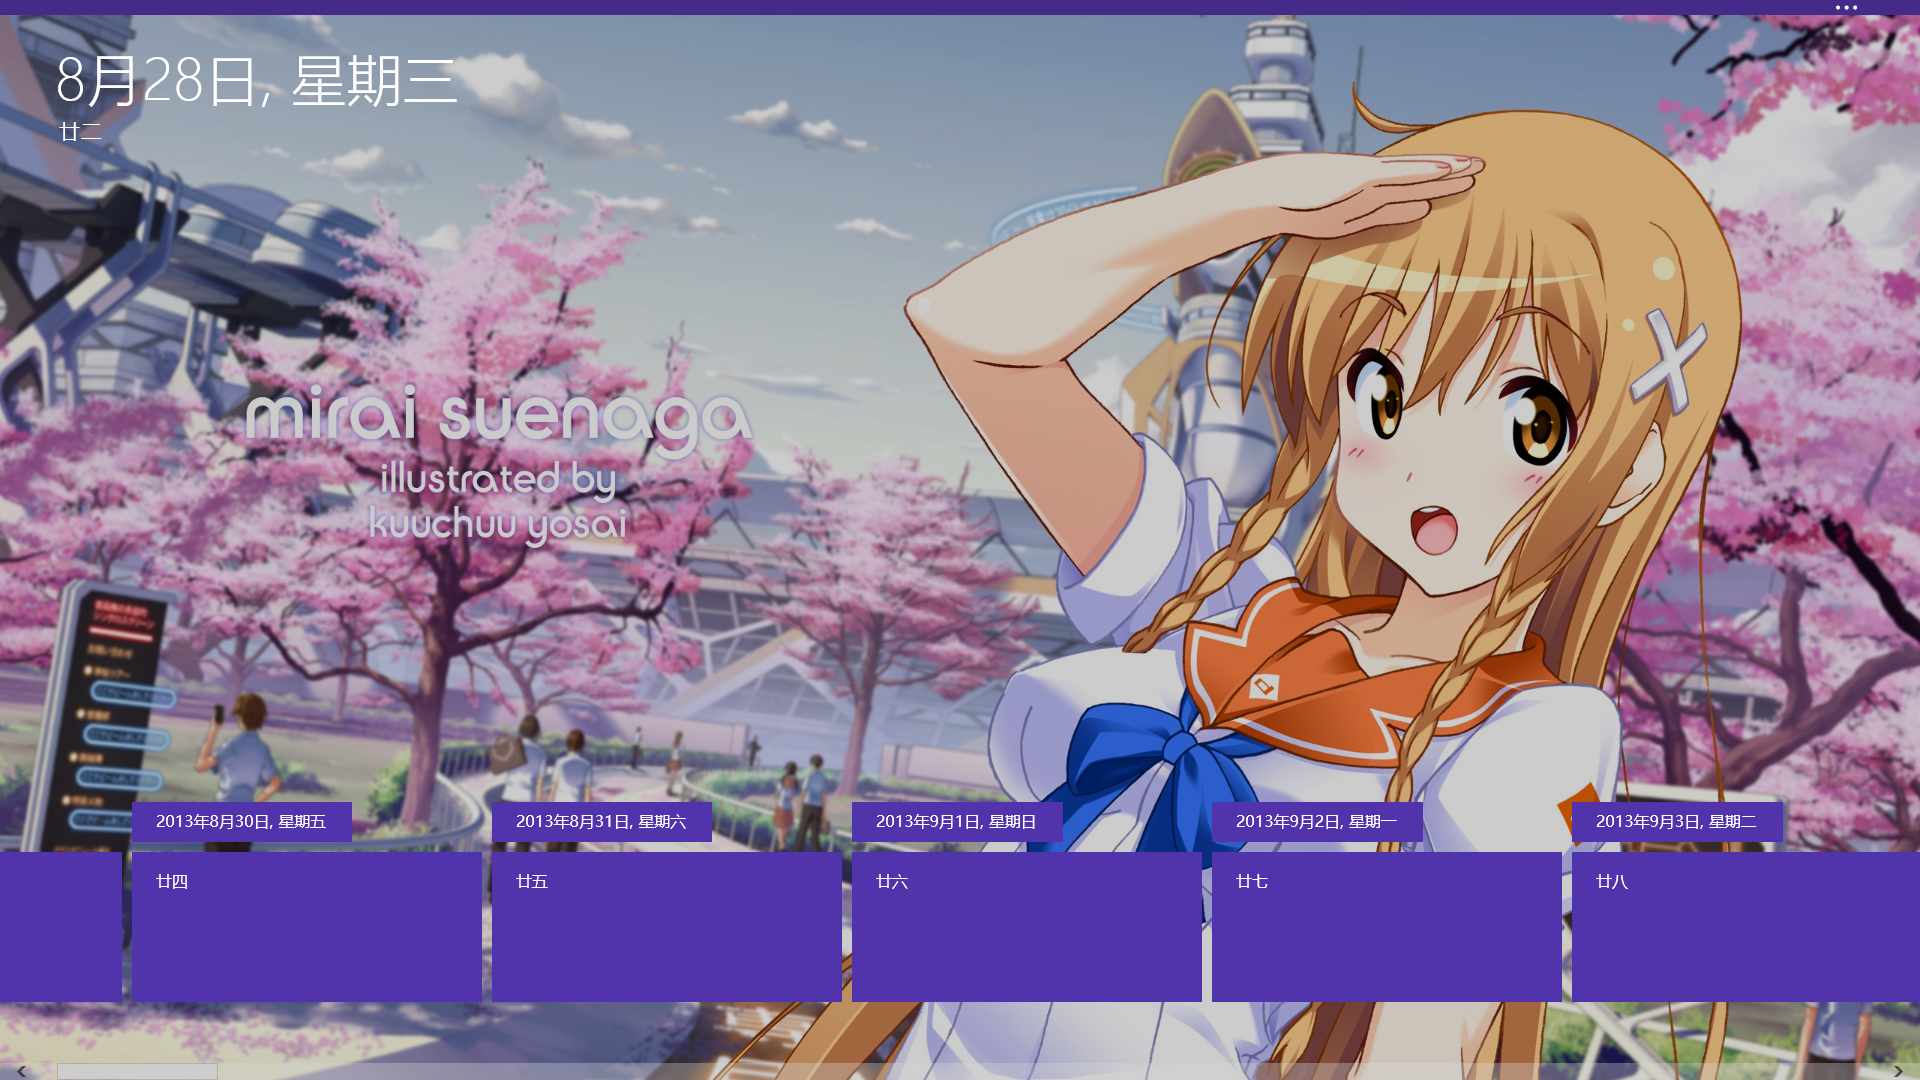 8月28日, 星期三
廿二
mirai suenaga
illustrated by
kuuchuu yosai
2013年8月30日, 星期五
廿四
2013年8月31日, 星期六
廿五
2013年9月1日, 星期日
廿六
2013年9月2日, 星期一
廿七
2013年9月3日, 星期二
廿八